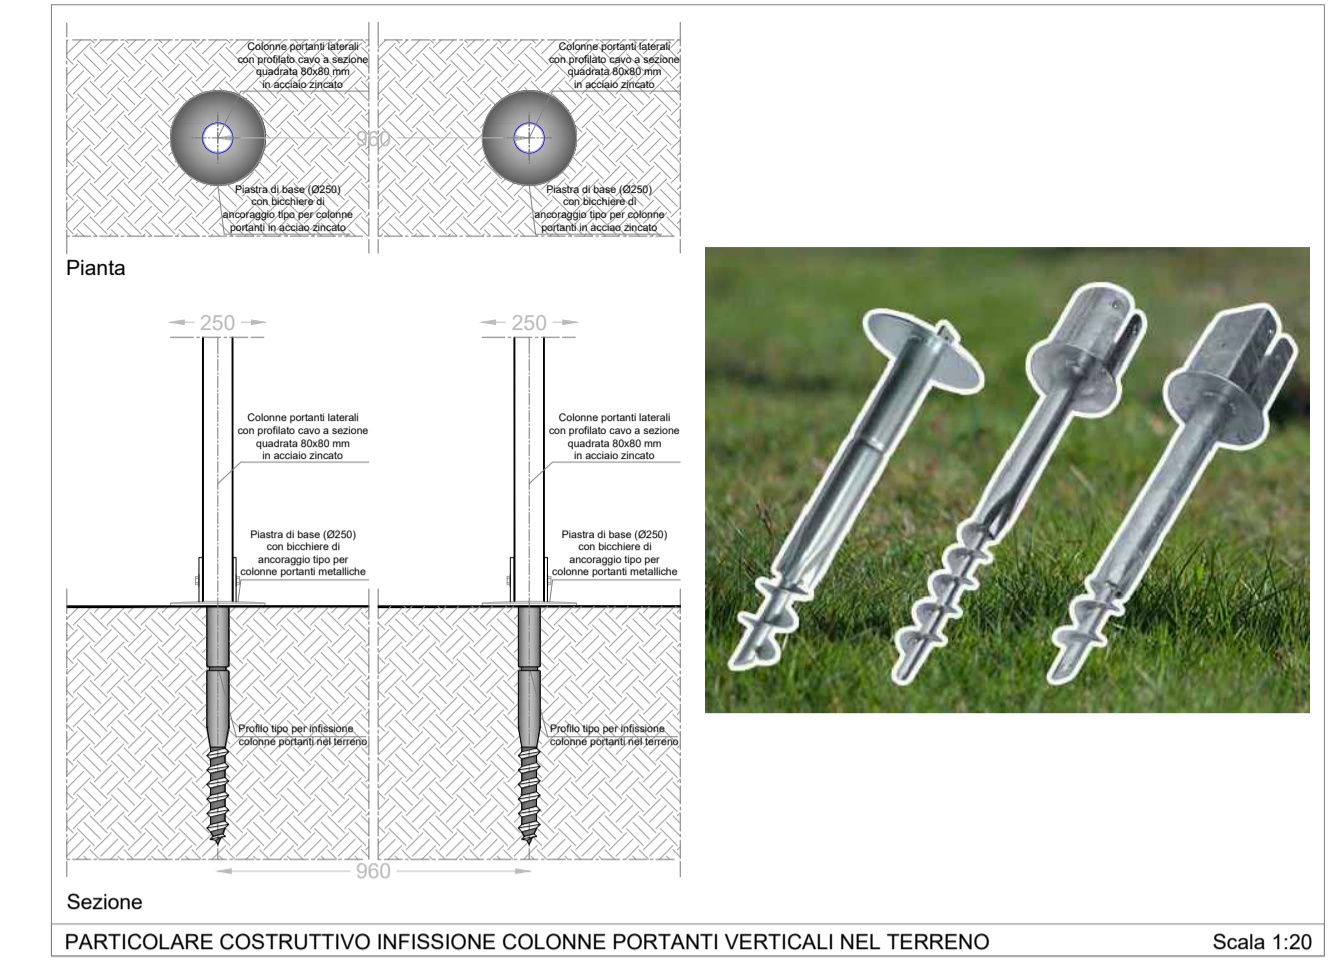 Colonne portanti laterali
con profilato cavo a sezione
quadrata 80x80 mm
in acciaio zincato
Colonne portanti laterali
con profilato cavo a sezione
quadrata 80x80 mm
in acciaio zincato
960
Piastra di base (Ø250)
con bicchiere di
ancoraggio tipo per colonne
portanti in acciao zincato
Piastra di base (Ø250)
con bicchiere di
ancoraggio tipo per colonne
portanti in acciao zincato
Pianta
250
250
Colonne portanti laterali
con profilato cavo a sezione
quadrata 80x80 mm
in acciaio zincato
Colonne portanti laterali
con profilato cavo a sezione
quadrata 80x80 mm
in acciaio zincato
Piastra di base (Ø250)
con bicchiere di
ancoraggio tipo per
colonne portanti metalliche
Piastra di base (Ø250)
con bicchiere di
ancoraggio tipo per
colonne portanti metalliche
Profilo tipo per infissione
colonne portanti nel terreno
Profilo tipo per infissione
colonne portanti nel terreno
960
Sezione
PARTICOLARE COSTRUTTIVO INFISSIONE COLONNE PORTANTI VERTICALI NEL TERRENO
Scala 1:20